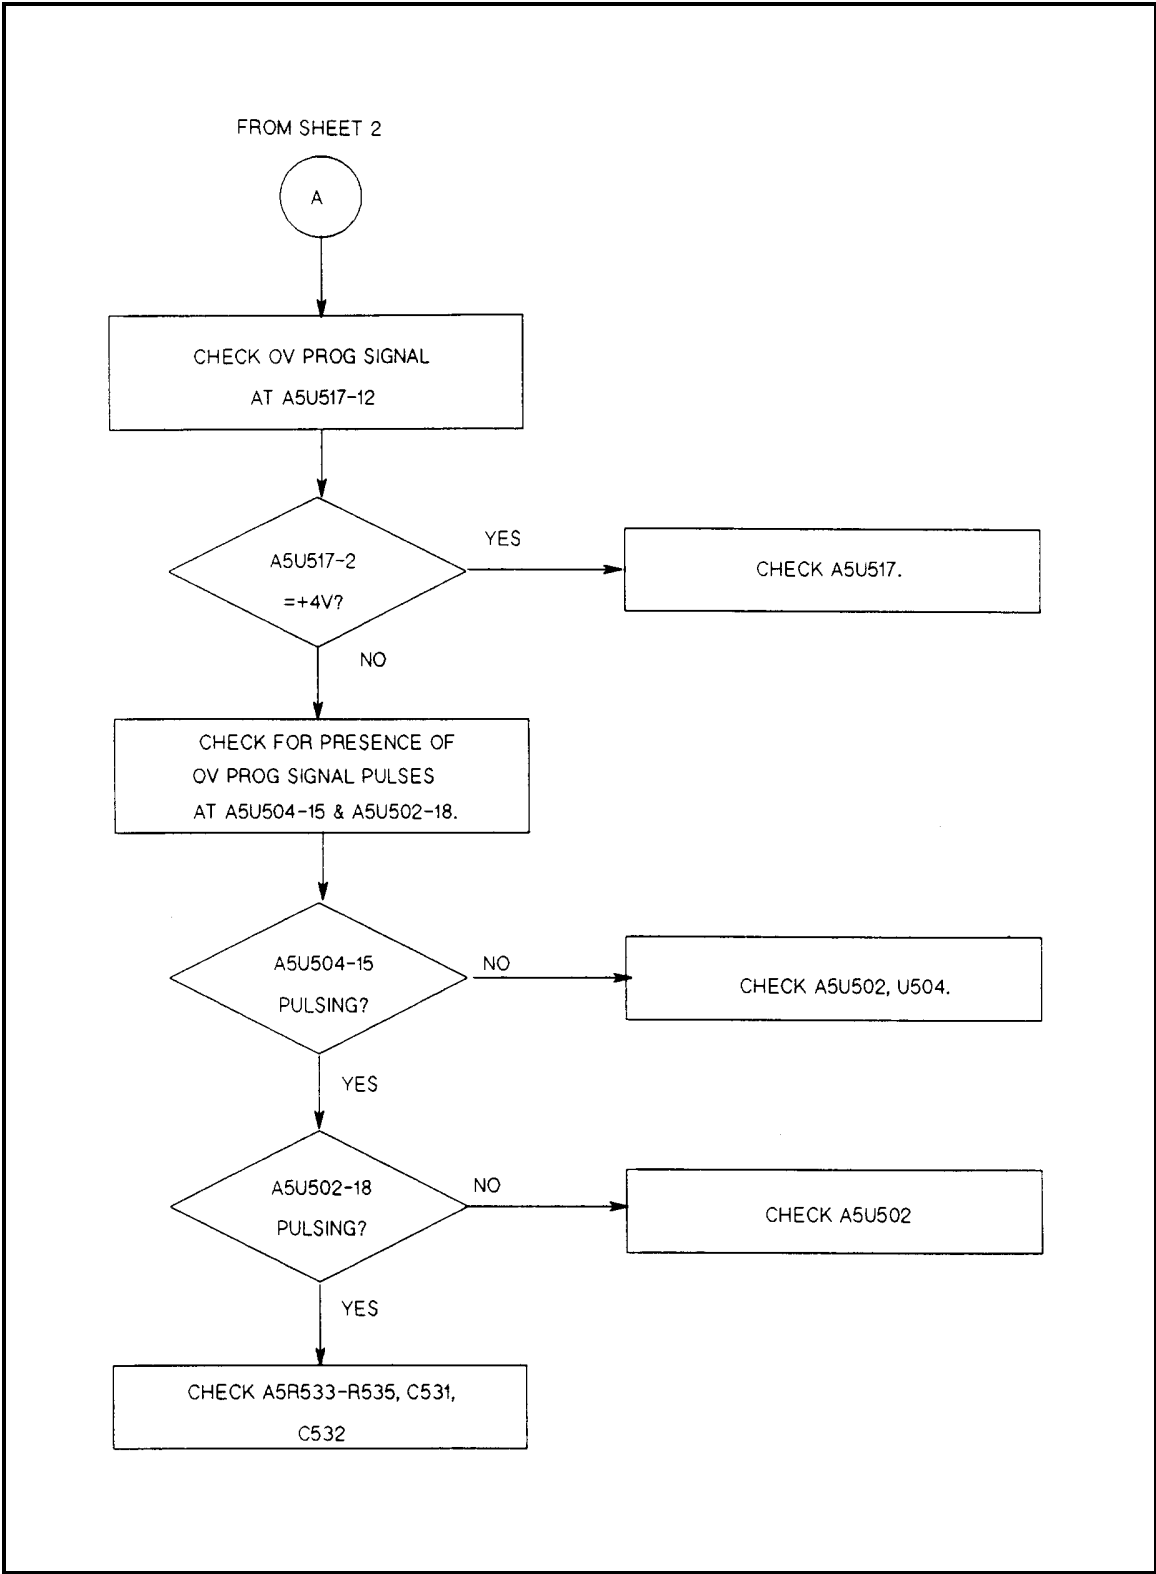 FROM SHEET 2
A
CHECK OV PROG SIGNAL
AT A5U517-12
A5U517-2
=+4V?
YES
CHECK A5U517.
NO
CHECK FOR PRESENCE OF
OV PROG SIGNAL PULSES
AT A5U504-15 & A5U502-18.
A5U504-15
PULSING?
NO
CHECK A5U502, U504.
YES
A5U502-18
PULSING?
NO
CHECK A5U502
YES
CHECK A5R533-R535, C531,
C532